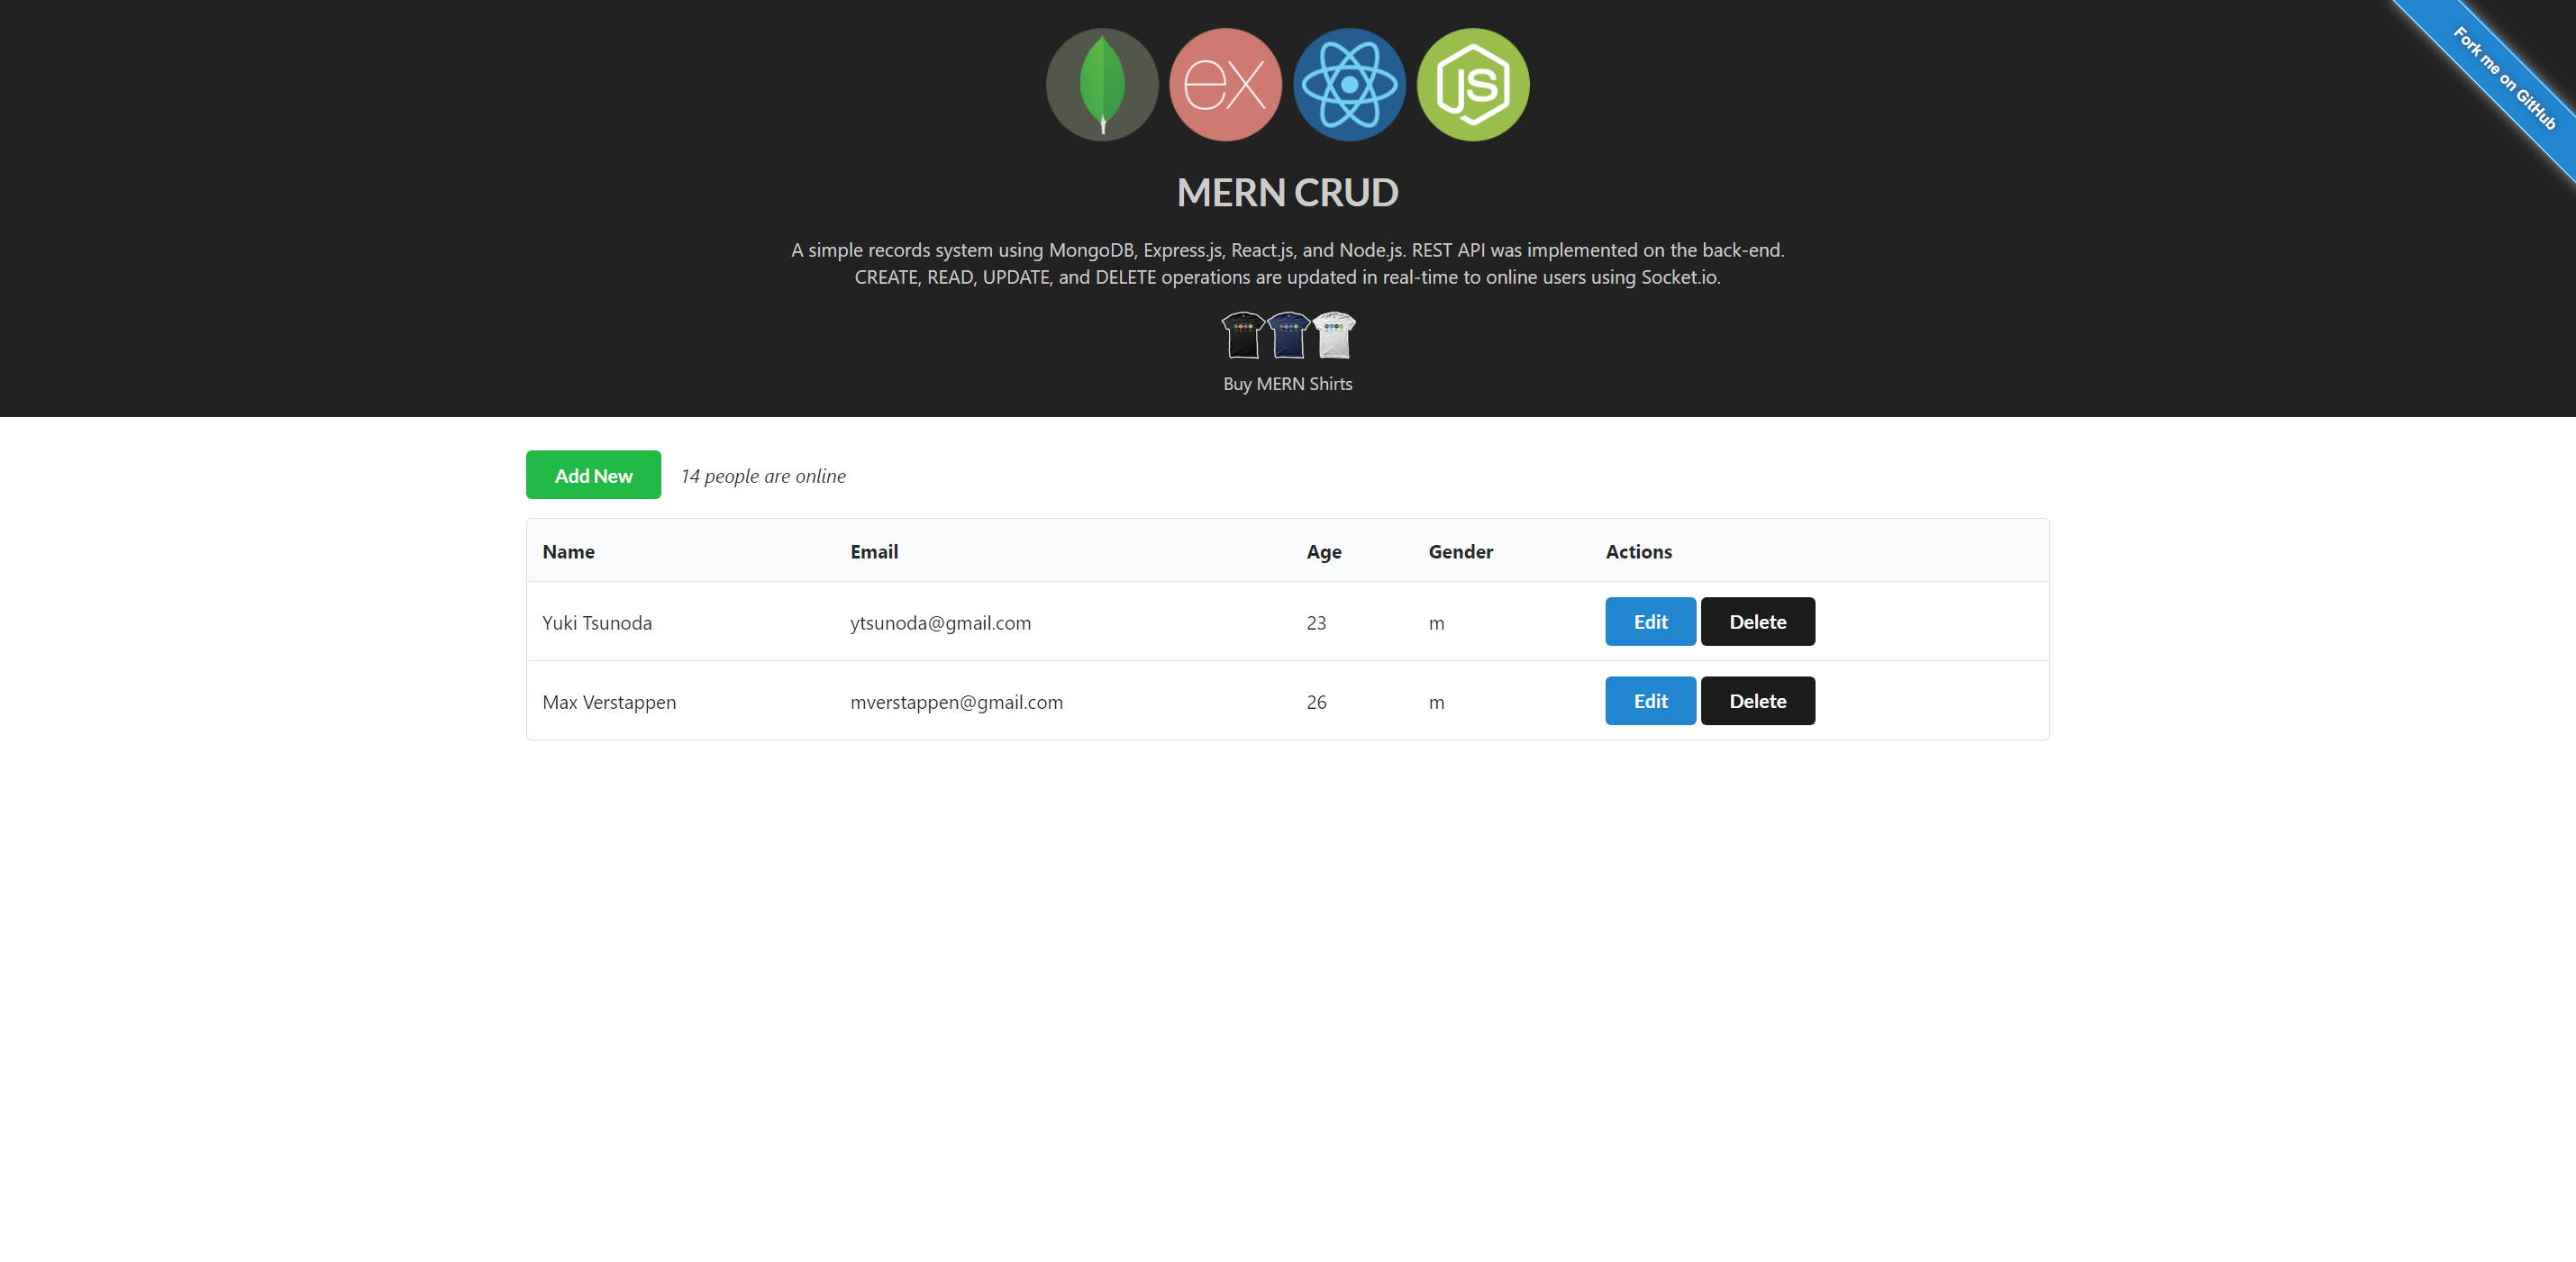 ex
JS
Fork me on GitHub
MERN CRUD
A simple records system using MongoDB, Express.js, React.js, and Node.js. REST API was implemented on the back-end.
CREATE, READ, UPDATE, and DELETE operations are updated in real-time to online users using Socket.io.
Buy MERN Shirts
Add New 14 people are online
Name Email Age Gender Actions
Yuki Tsunoda ytsunoda@gmail.com 23 m Edit Delete
Max Verstappen mverstappen@gmail.com 26 m Edit Delete